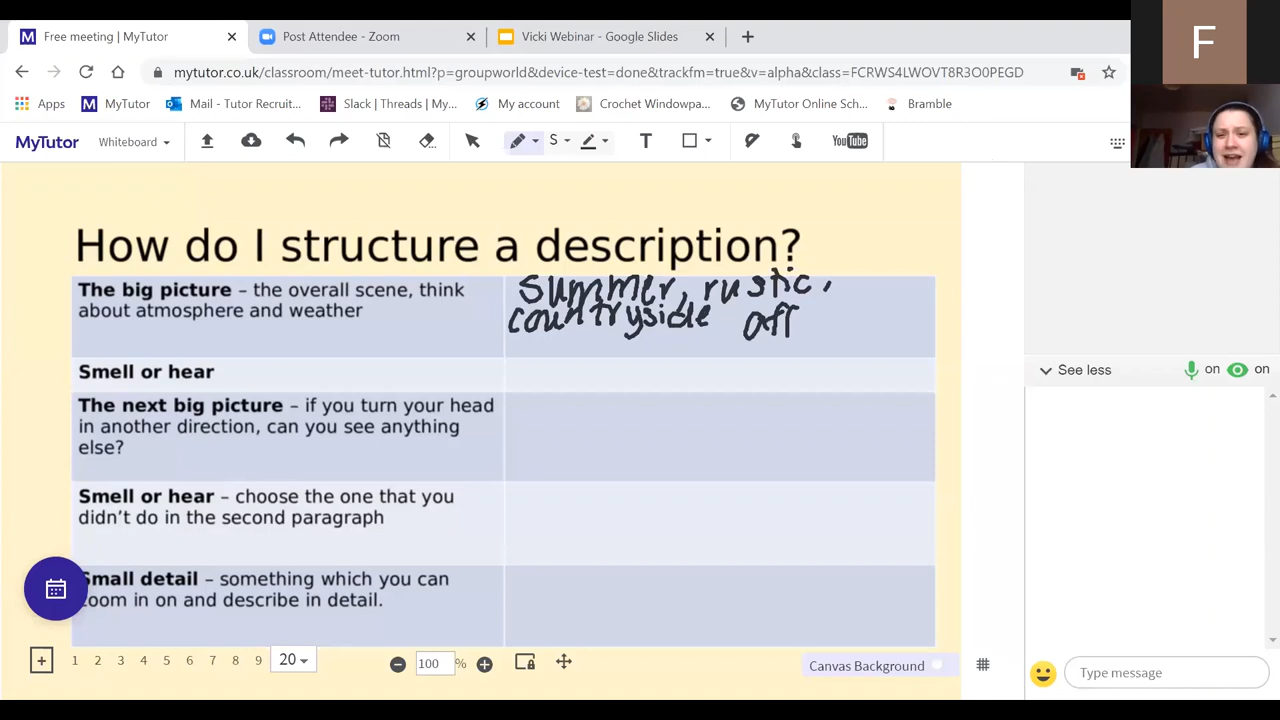 Free meeting | MyTutor
Post Attendee - Zoom
Vicki Webinar - Google Slides
mytutor.co.uk/classroom/meet-tutor.html?p=groupworld&device-test=done&trackfm=true&v=alpha&class=FCRWS4LWOVT8R3O0PEGD
Apps
MyTutor
Mail - Tutor Recruit...
Slack | Threads | My...
My account
Crochet Windowpa...
MyTutor Online Sch...
Bramble
MyTutor
Whiteboard
S
T
YouTube
F
How do I structure a description?
The big picture – the overall scene, think
about atmosphere and weather
summer, rustic,
countryside aff
Smell or hear
The next big picture – if you turn your head
in another direction, can you see anything
else?
Smell or hear – choose the one that you
didn't do in the second paragraph
Small detail – something which you can
zoom in on and describe in detail.
See less
on
on
1 2 3 4 5 6 7 8 9 20
100 %
Canvas Background
Type message